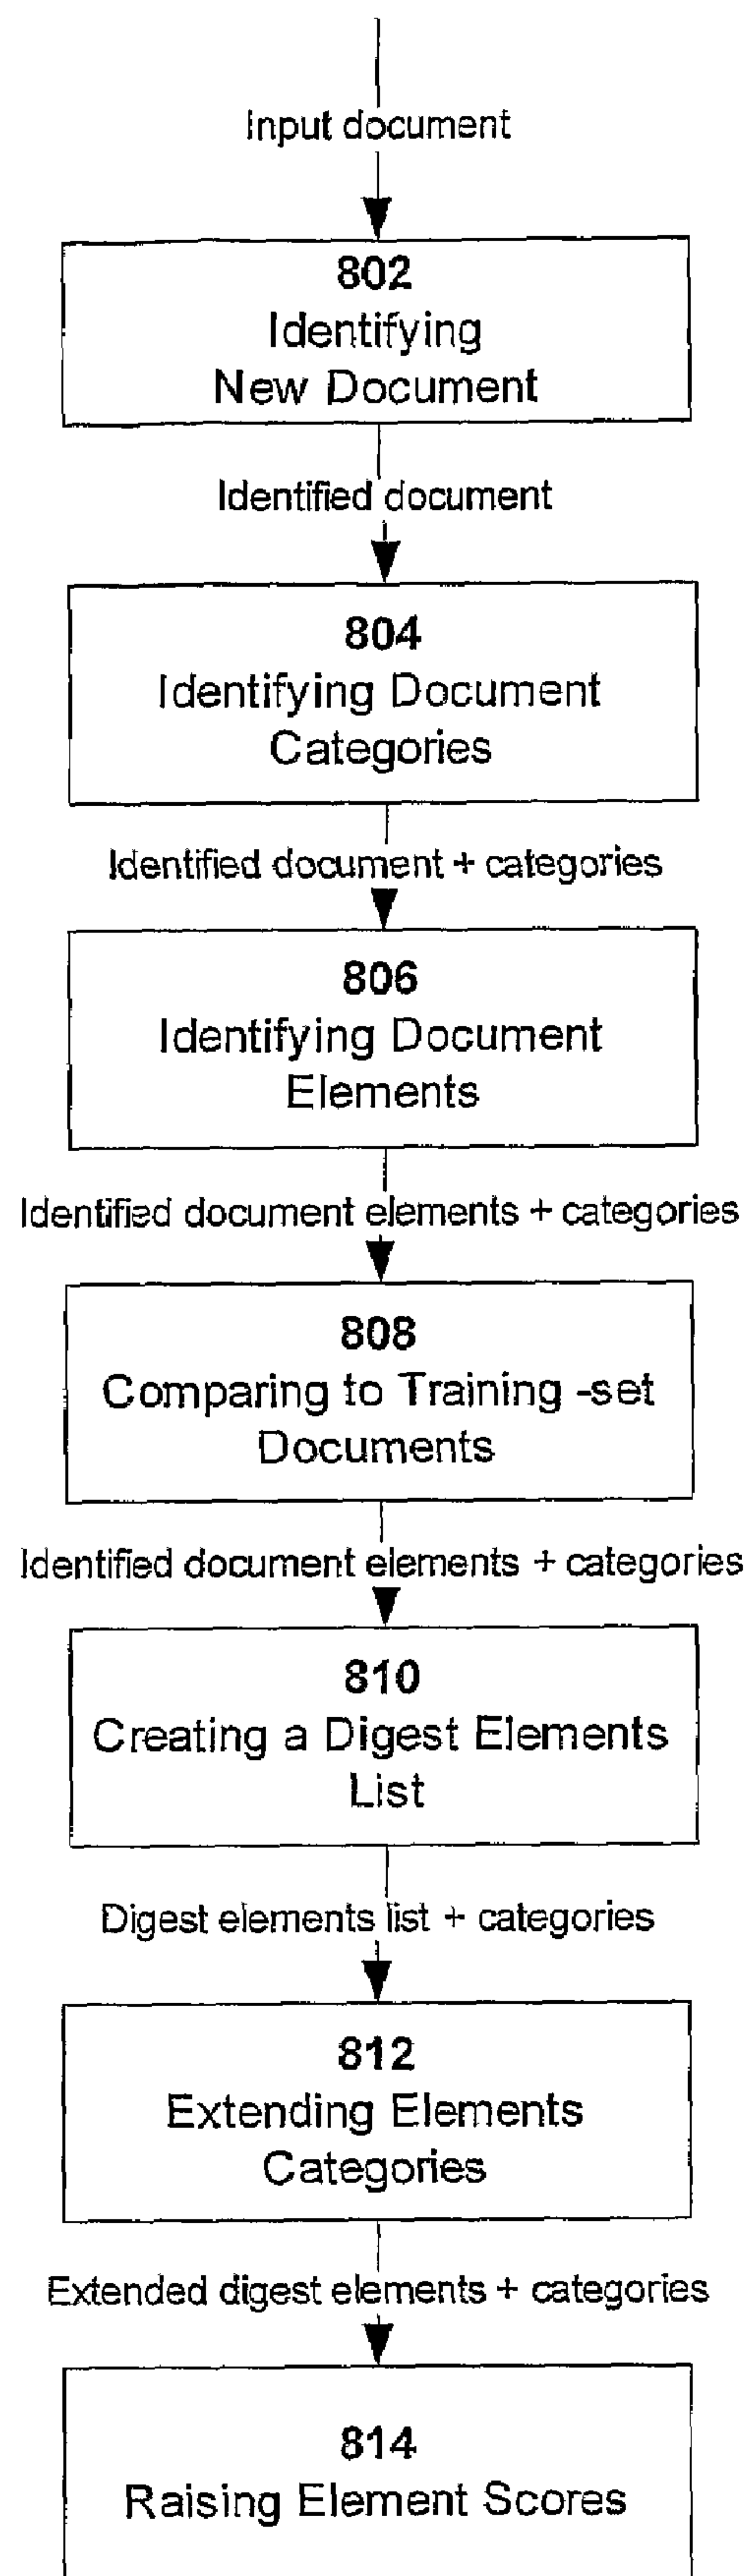 Input document
802
Identifying
New Document
Identified document
804
Identifying Document
Categories
Identified document + categories
806
Identifying Document
Elements
Identified document elements + categories
808
Comparing to Training -set
Documents
Identified document elements + categories
810
Creating a Digest Elements
List
Digest elements list + categories
812
Extending Elements
Categories
Extended digest elements + categories
814
Raising Element Scores